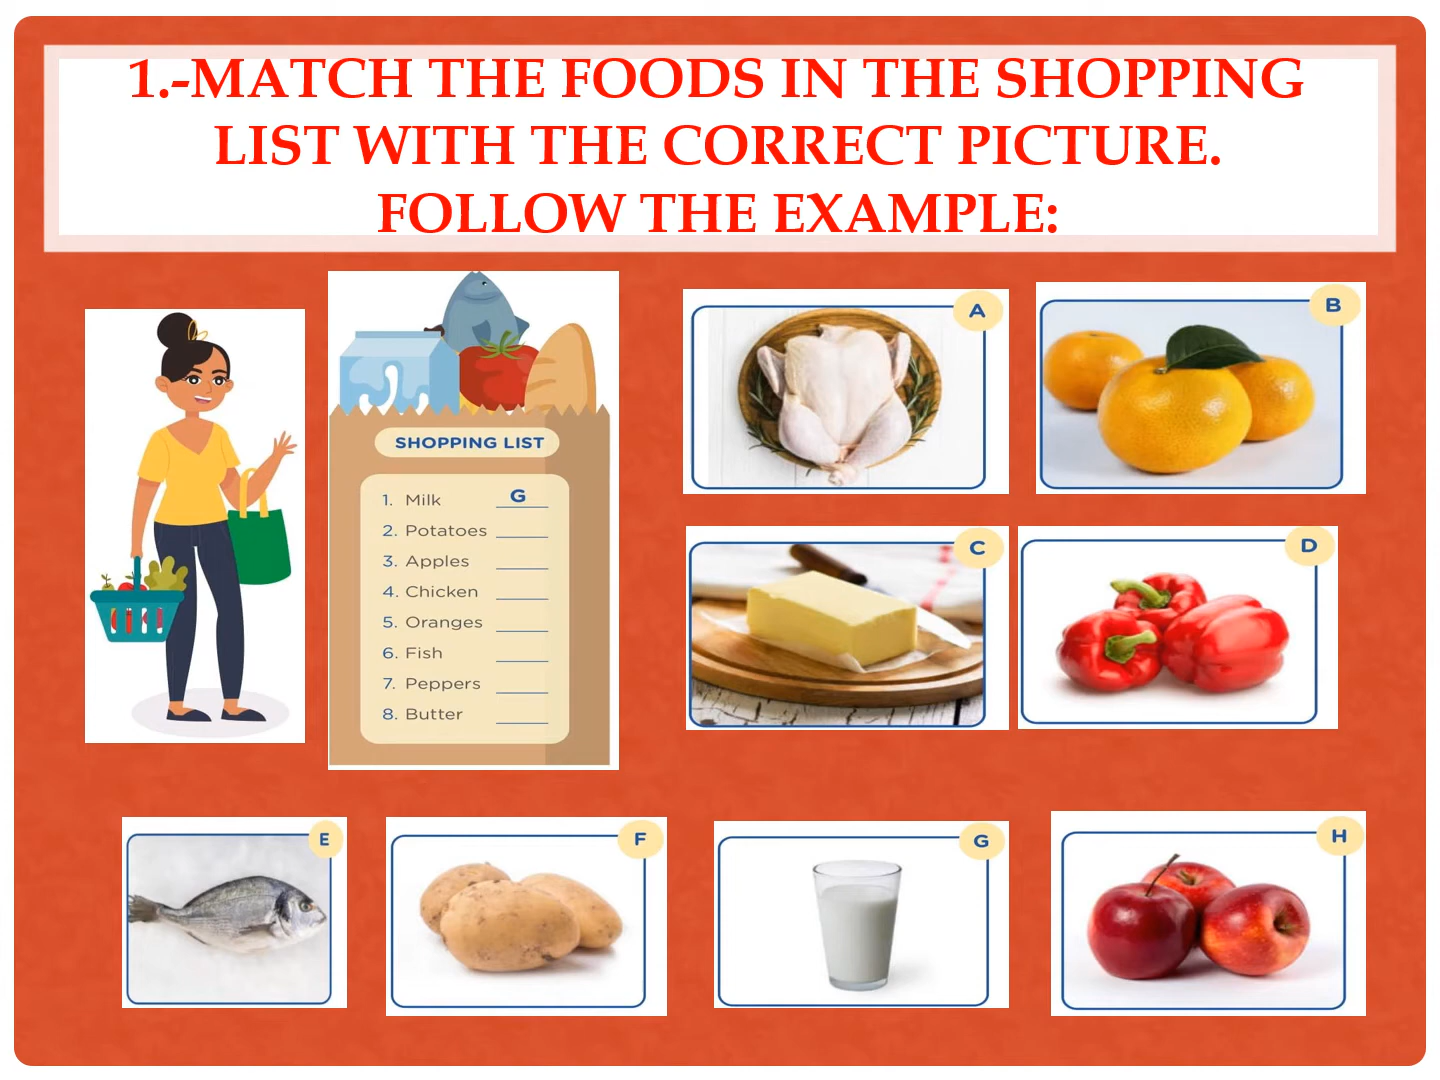 1.-MATCH THE FOODS IN THE SHOPPING
LIST WITH THE CORRECT PICTURE.
FOLLOW THE EXAMPLE:
SHOPPING LIST
1. Milk G
2. Potatoes
3. Apples
4. Chicken
5. Oranges
6. Fish
7. Peppers
8. Butter
A
B
C
D
E
F
G
H